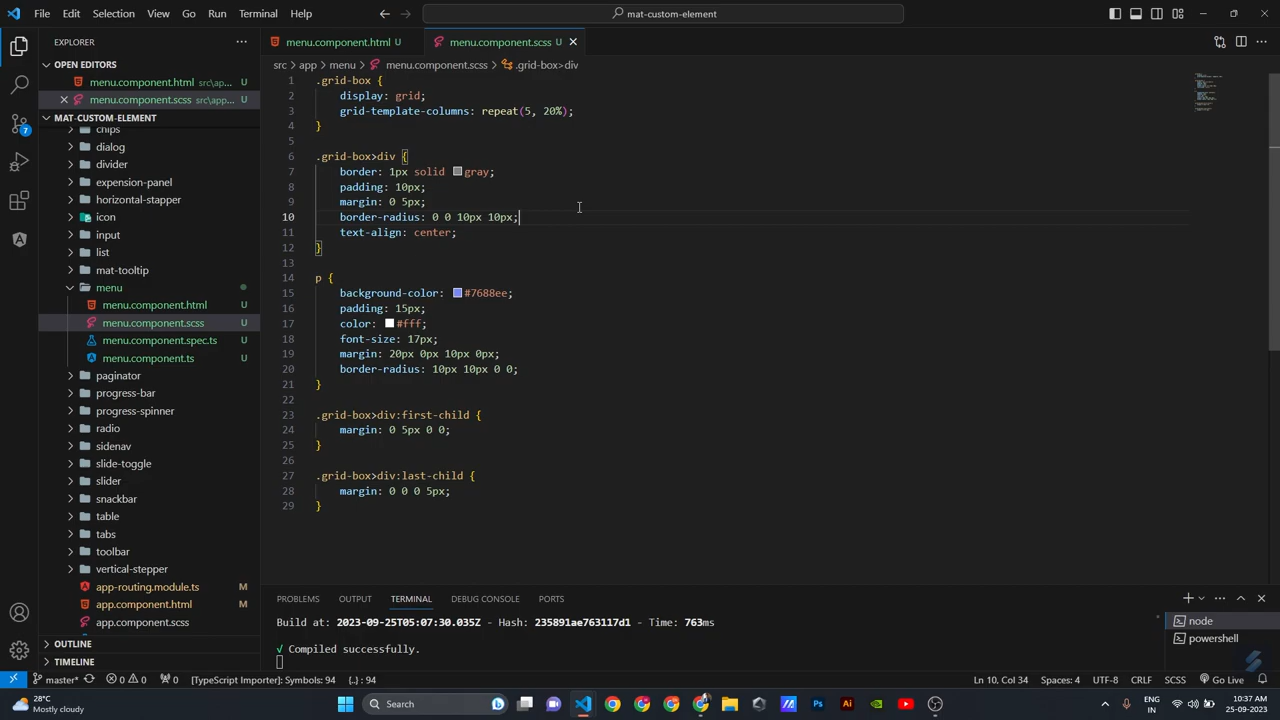 File Edit Selection View Go Run Terminal Help
mat-custom-element
EXPLORER
menu.component.html U
menu.component.scss U
OPEN EDITORS
menu.component.html src\app... U
menu.component.scss src\app... U
MAT-CUSTOM-ELEMENT
chips
dialog
divider
expension-panel
horizontal-stapper
icon
input
list
mat-tooltip
menu
menu.component.html U
menu.component.scss U
menu.component.spec.ts U
menu.component.ts U
paginator
progress-bar
progress-spinner
radio
sidenav
slide-toggle
slider
snackbar
table
tabs
toolbar
vertical-stepper
app-routing.module.ts M
app.component.html M
app.component.scss
OUTLINE
TIMELINE
src > app > menu > menu.component.scss > .grid-box>div
1 .grid-box {
2 display: grid;
3 grid-template-columns: repeat(5, 20%);
4 }
5
6 .grid-box>div {
7 border: 1px solid gray;
8 padding: 10px;
9 margin: 0 5px;
10 border-radius: 0 0 10px 10px;
11 text-align: center;
12 }
13
14 p {
15 background-color: #7688ee;
16 padding: 15px;
17 color: #fff;
18 font-size: 17px;
19 margin: 20px 0px 10px 0px;
20 border-radius: 10px 10px 0 0;
21 }
22
23 .grid-box>div:first-child {
24 margin: 0 5px 0 0;
25 }
26
27 .grid-box>div:last-child {
28 margin: 0 0 0 5px;
29 }
PROBLEMS OUTPUT TERMINAL DEBUG CONSOLE PORTS
Build at: 2023-09-25T05:07:30.035Z - Hash: 235891ae763117d1 - Time: 763ms
√ Compiled successfully.
node
powershell
master* 0 0 0 [TypeScript Importer]: Symbols: 94 {..} : 94 Ln 10, Col 34 Spaces: 4 UTF-8 CRLF SCSS Go Live
28°C
Mostly cloudy
Search
ENG
IN
10:37 AM
25-09-2023